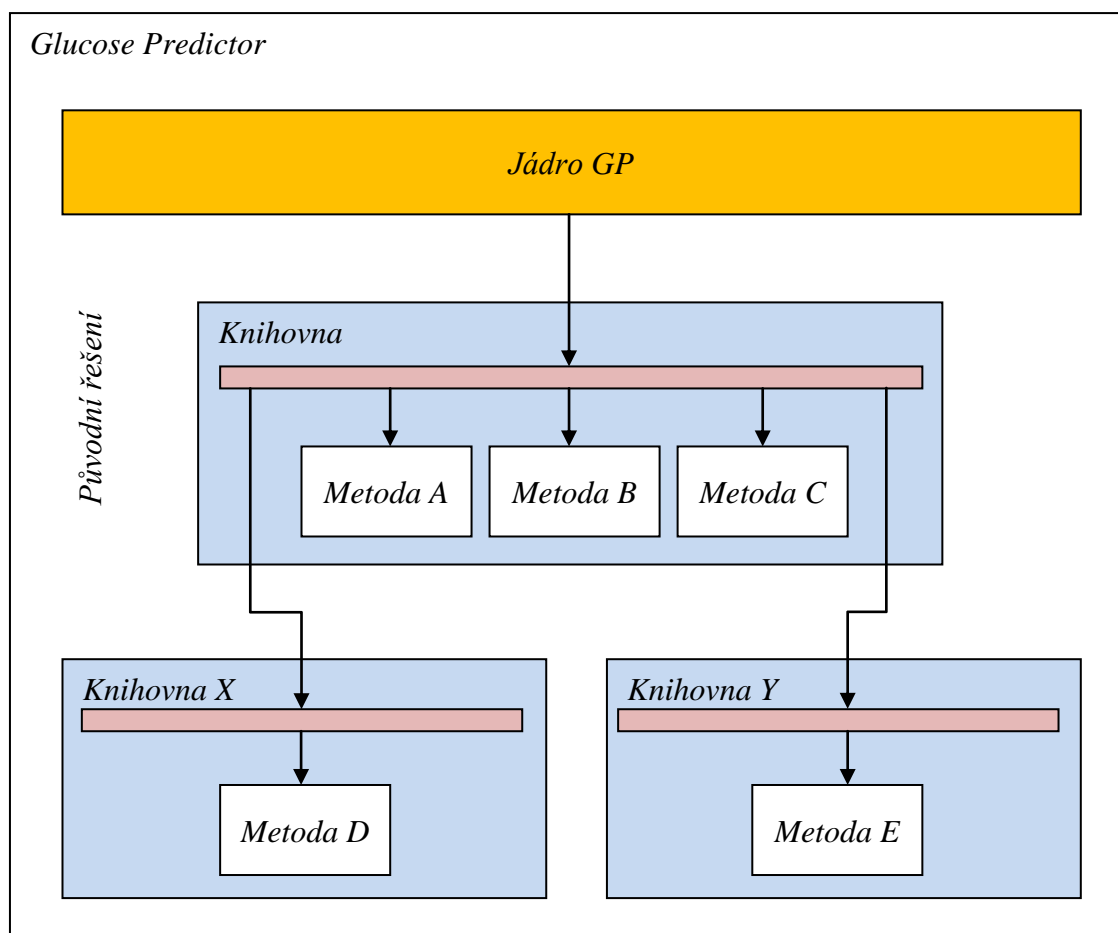 Glucose Predictor
Jádro GP
Původní řešení
Knihovna
Metoda A
Metoda B
Metoda C
Knihovna X
Knihovna Y
Metoda D
Metoda E